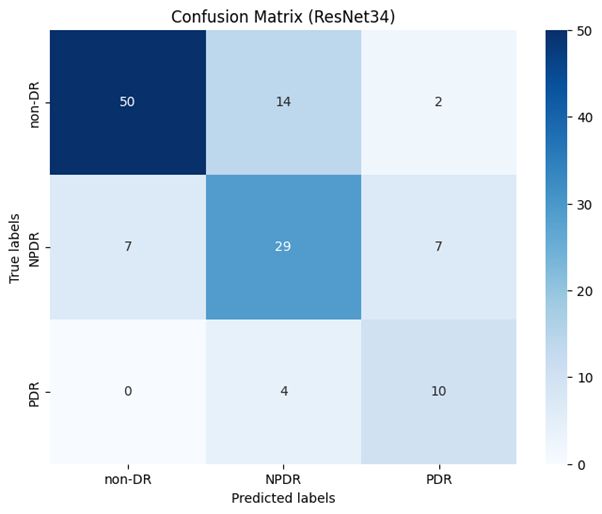 Confusion Matrix (ResNet34)
non-DR
50
14
2
NPDR
7
29
7
PDR
0
4
10
non-DR NPDR PDR
Predicted labels
True labels
50
40
30
20
10
0